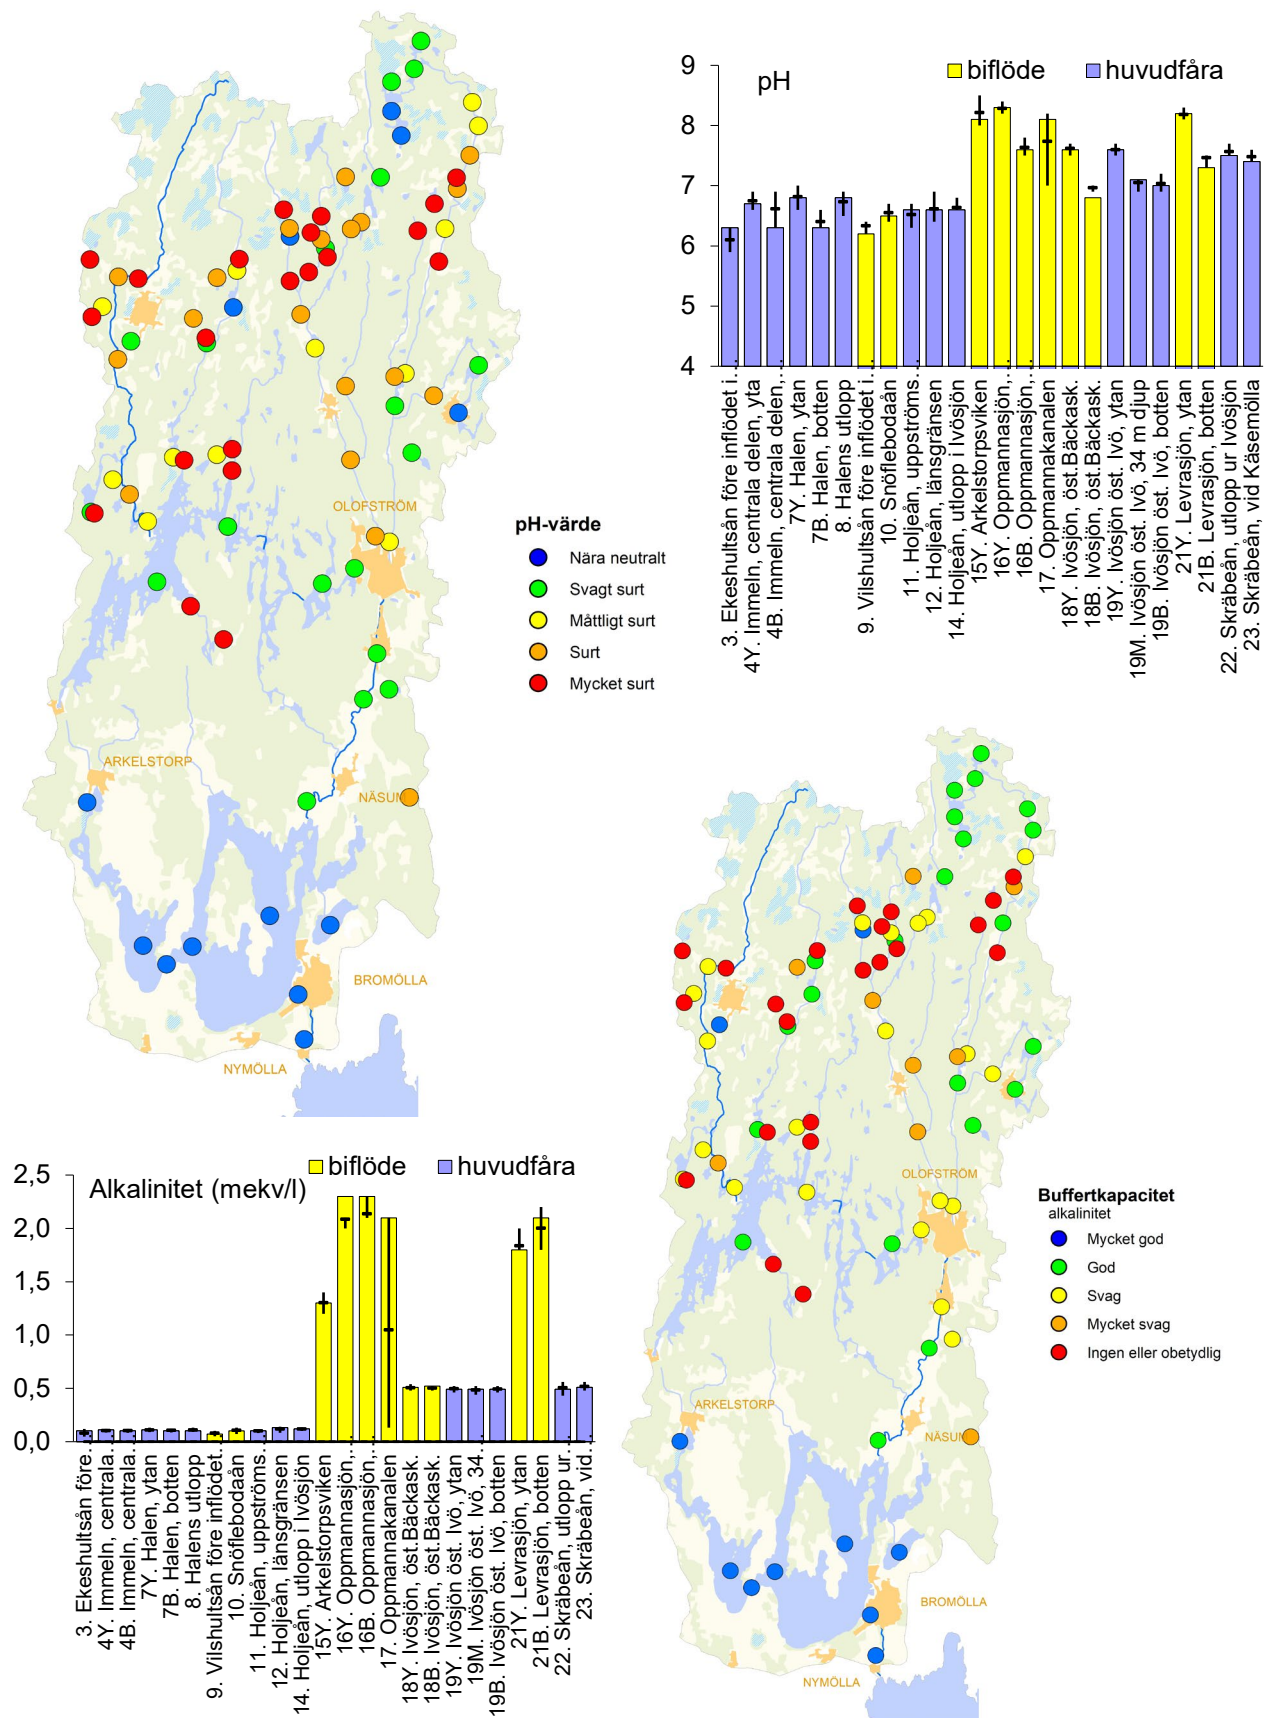 pH
biflöde
huvudfåra
9
8
7
6
5
4
3. Ekeshultsån före inflödet i..
4Y. Immeln, centrala delen, yta
4B. Immeln, centrala delen,..
7Y. Halen, ytan
7B. Halen, botten
8. Halens utlopp
9. Vilshultsån före inflödet i..
10. Snöflebodaån
11. Holjeån, uppströms..
12. Holjeån, länsgränsen
14. Holjeån, utlopp i Ivösjön
15Y. Arkelstorpsviken
16Y. Oppmannasjön,..
16B. Oppmannasjön,..
17. Oppmannakanalen
18Y. Ivösjön, öst.Bäckask.
18B. Ivösjön, öst.Bäckask.
19Y. Ivösjön öst. Ivö, ytan
19M. Ivösjön öst. Ivö, 34 m djup
19B. Ivösjön öst. Ivö, botten
21Y. Levrasjön, ytan
21B. Levrasjön, botten
22. Skräbeån, utlopp ur Ivösjön
23. Skräbeån, vid Käsemölla
OLOFSTRÖM
pH-värde
Nära neutralt
Svagt surt
Måttligt surt
Surt
Mycket surt
ARKELSTORP
NÄSUM
BROMÖLLA
NYMÖLLA
OLOFSTRÖM
Buffertkapacitet
alkalinitet
Mycket god
God
Svag
Mycket svag
Ingen eller obetydlig
ARKELSTORP
NÄSUM
BROMÖLLA
NYMÖLLA
Alkalinitet (mekv/l)
biflöde
huvudfåra
2,5
2,0
1,5
1,0
0,5
0,0
3. Ekeshultsån före..
4Y. Immeln, centrala..
4B. Immeln, centrala..
7Y. Halen, ytan
7B. Halen, botten
8. Halens utlopp
9. Vilshultsån före inflödet..
10. Snöflebodaån
11. Holjeån, uppströms..
12. Holjeån, länsgränsen
14. Holjeån, utlopp i Ivösjön
15Y. Arkelstorpsviken
16Y. Oppmannasjön,..
16B. Oppmannasjön,..
17. Oppmannakanalen
18Y. Ivösjön, öst.Bäckask.
18B. Ivösjön, öst.Bäckask.
19Y. Ivösjön öst. Ivö, ytan
19M. Ivösjön öst. Ivö, 34..
19B. Ivösjön öst. Ivö, botten
21Y. Levrasjön, ytan
21B. Levrasjön, botten
22. Skräbeån, utlopp ur..
23. Skräbeån, vid..